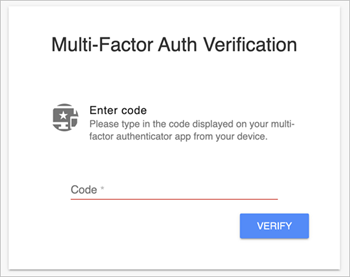 Multi-Factor Auth Verification
Enter code
Please type in the code displayed on your multi-
factor authenticator app from your device.
Code *
VERIFY